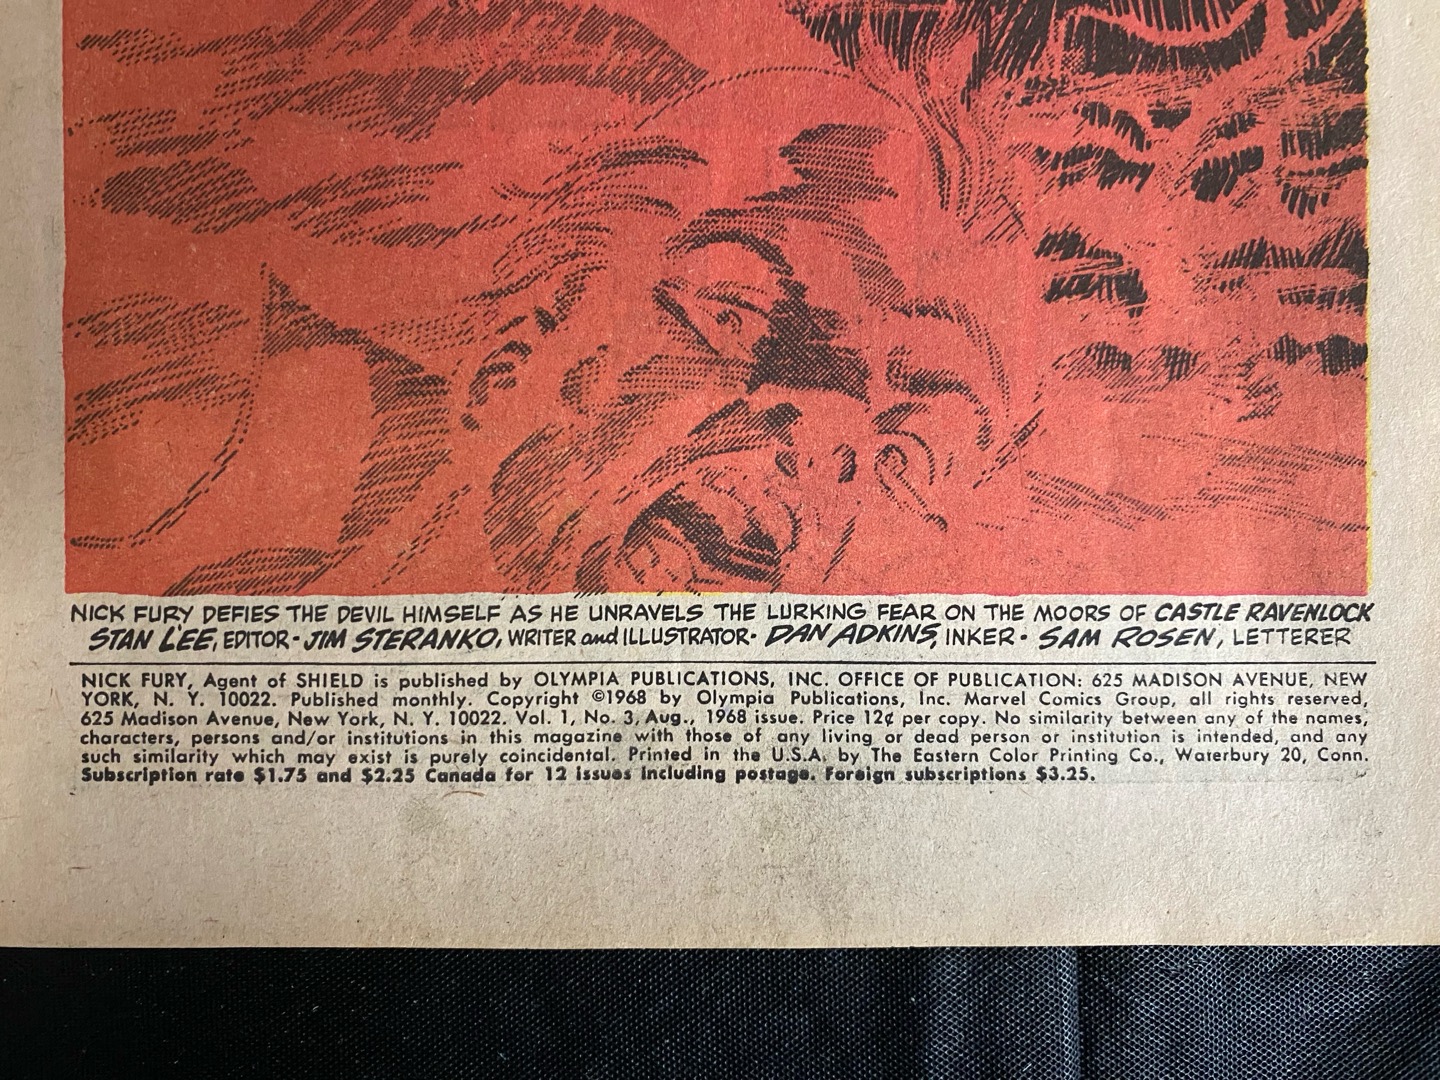 NICK FURY DEFIES THE DEVIL HIMSELF AS HE UNRAVELS THE LURKING FEAR ON THE MOORS OF CASTLE RAVENLOCK
STAN LEE, EDITOR • JIM STERANKO, WRITER and ILLUSTRATOR • DAN ADKINS, INKER • SAM ROSEN, LETTERER
NICK FURY, Agent of SHIELD is published by OLYMPIA PUBLICATIONS, INC. OFFICE OF PUBLICATION: 625 MADISON AVENUE, NEW
YORK, N. Y. 10022. Published monthly. Copyright ©1968 by Olympia Publications, Inc. Marvel Comics Group, all rights reserved,
625 Madison Avenue, New York, N. Y. 10022. Vol. 1, No. 3, Aug., 1968 issue. Price 12¢ per copy. No similarity between any of the names,
characters, persons and/or institutions in this magazine with those of any living or dead person or institution is intended, and any
such similarity which may exist is purely coincidental. Printed in the U.S.A. by The Eastern Color Printing Co., Waterbury 20, Conn.
Subscription rate $1.75 and $2.25 Canada for 12 issues including postage. Foreign subscriptions $3.25.